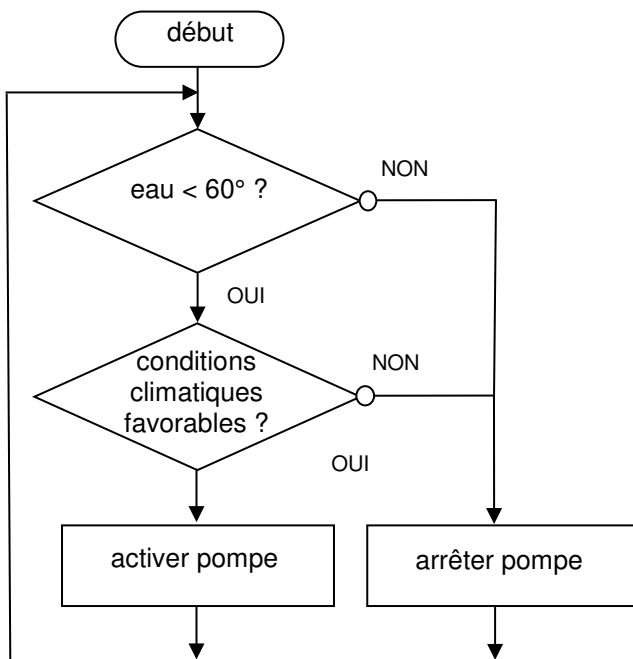 début
eau < 60° ?
NON
OUI
conditions
climatiques
favorables ?
NON
OUI
activer pompe
arrêter pompe